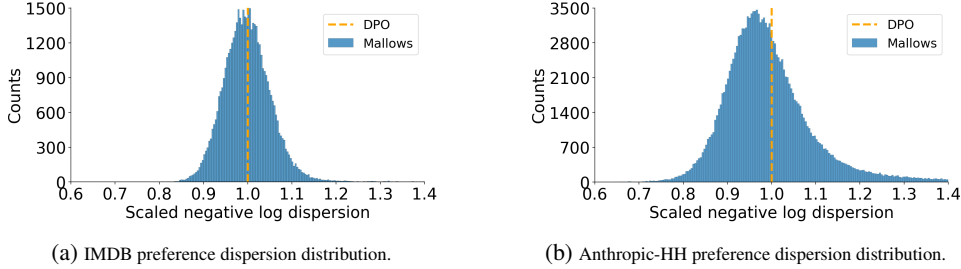 1500
1200
900
600
300
0
Counts
0.6 0.7 0.8 0.9 1.0 1.1 1.2 1.3 1.4
Scaled negative log dispersion
DPO
Mallows
(a) IMDB preference dispersion distribution.
3500
2800
2100
1400
700
0
Counts
0.6 0.7 0.8 0.9 1.0 1.1 1.2 1.3 1.4
Scaled negative log dispersion
DPO
Mallows
(b) Anthropic-HH preference dispersion distribution.